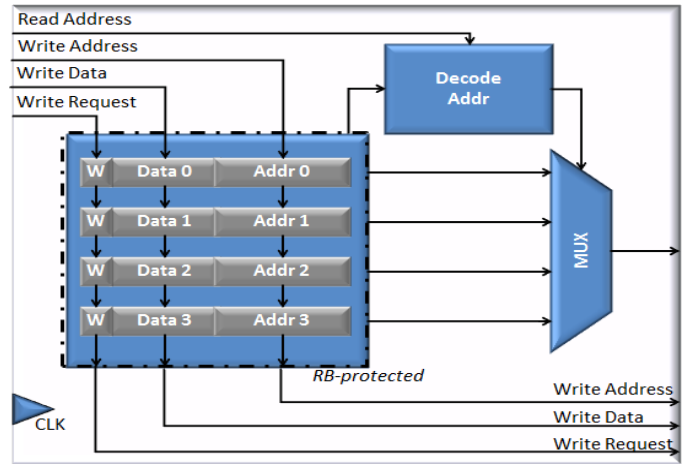 Read Address
Write Address
Write Data
Write Request
Decode
Addr
W Data 0 Addr 0
W Data 1 Addr 1
W Data 2 Addr 2
W Data 3 Addr 3
MUX
RB-protected
CLK
Write Address
Write Data
Write Request